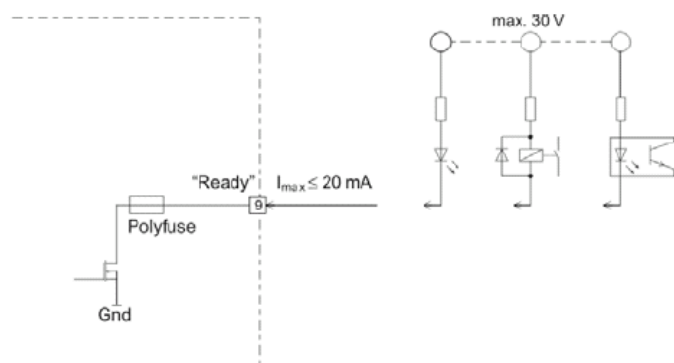 max. 30 V
"Ready"
Imax ≤ 20 mA
9
Polyfuse
Gnd